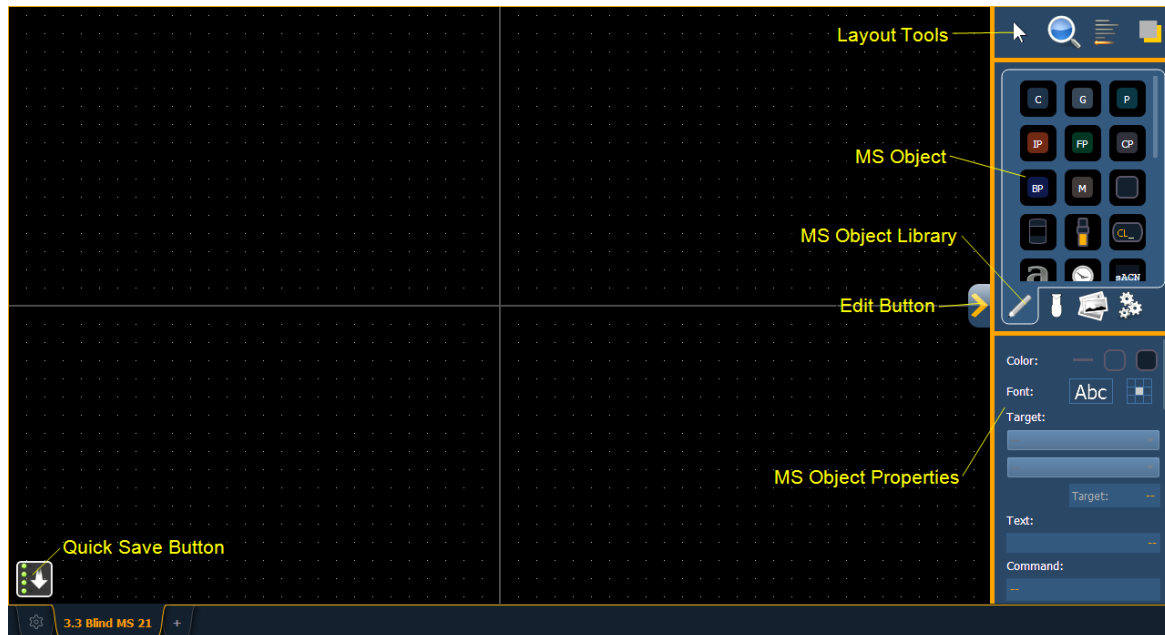 Layout Tools
C G P
IP FP CP
MS Object
BP M
MS Object Library
CL_
a sACN
Edit Button
Color:
Font: Abc
Target:
MS Object Properties
Target: --
Text:
--
Quick Save Button
Command:
--
3.3 Blind MS 21 +